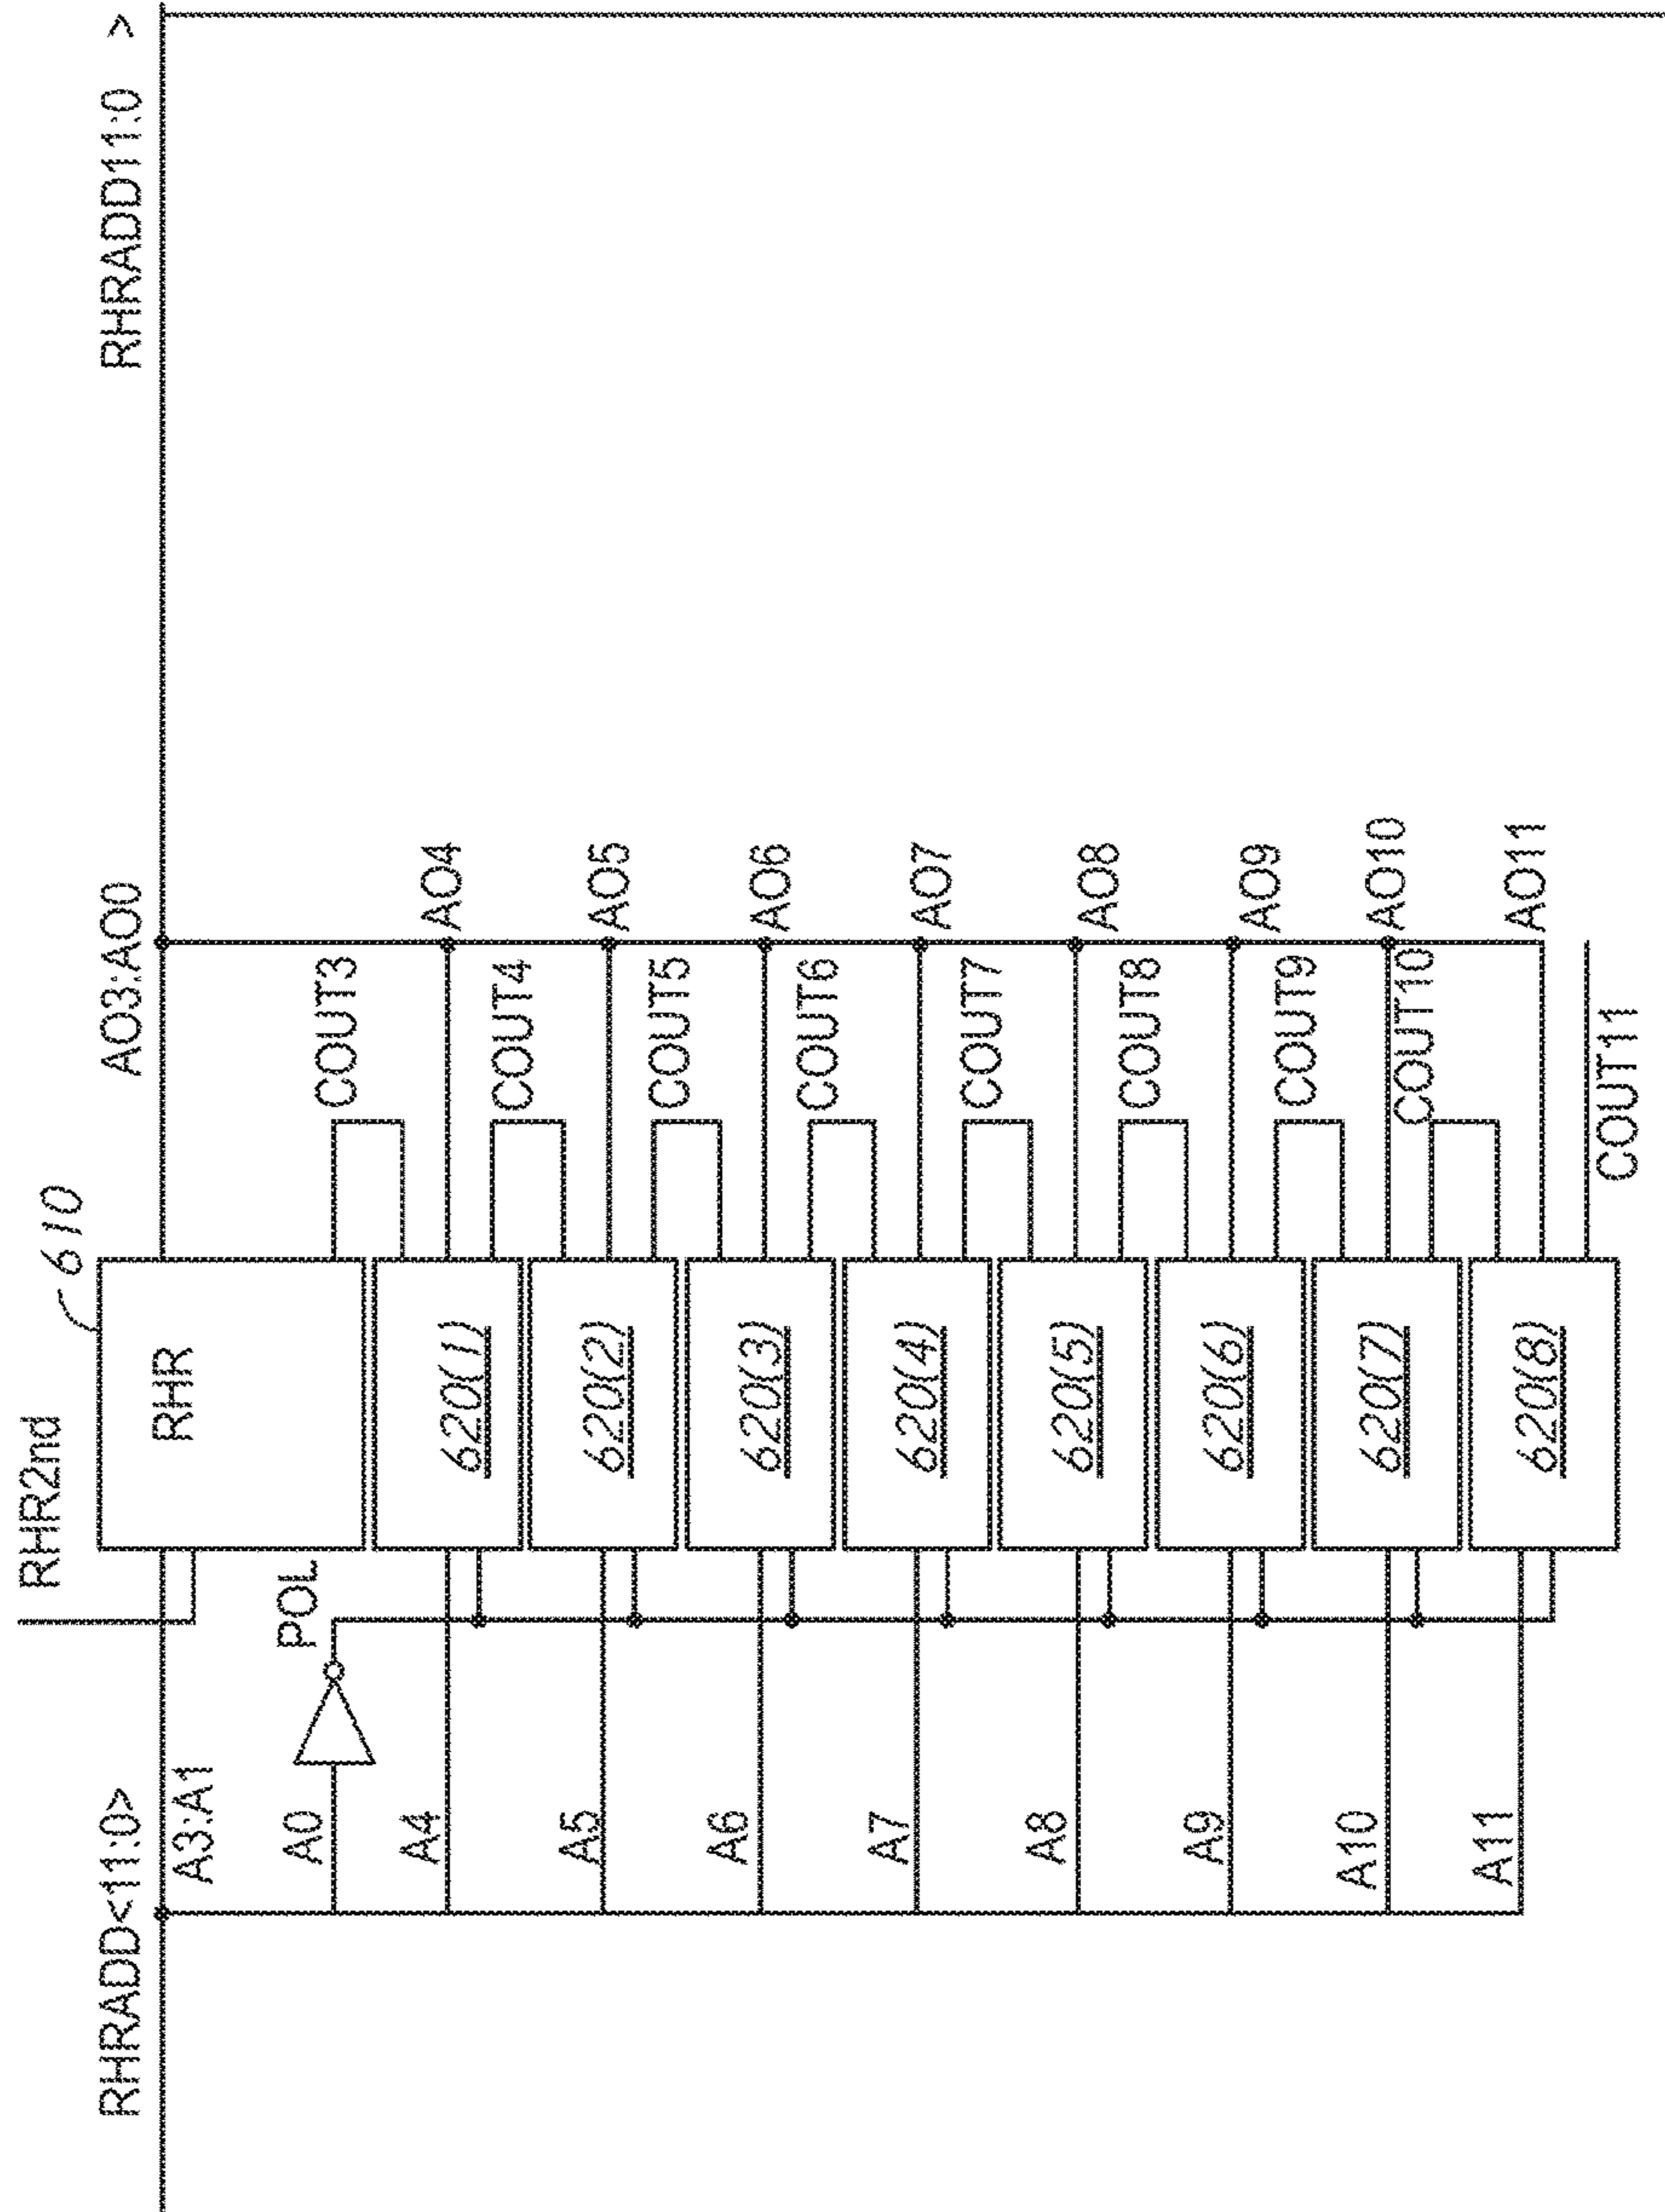 RHR2nd
610
RHRADD<11:0>
AO3:AO0
RHRADD11:0 >
A3:A1
RHR
A0
POL
COUT3
A4
620(1)
AO4
COUT4
A5
620(2)
AO5
COUT5
A6
620(3)
AO6
COUT6
A7
620(4)
AO7
COUT7
A8
620(5)
AO8
COUT8
A9
620(6)
AO9
COUT9
A10
620(7)
AO10
COUT10
A11
620(8)
AO11
COUT11